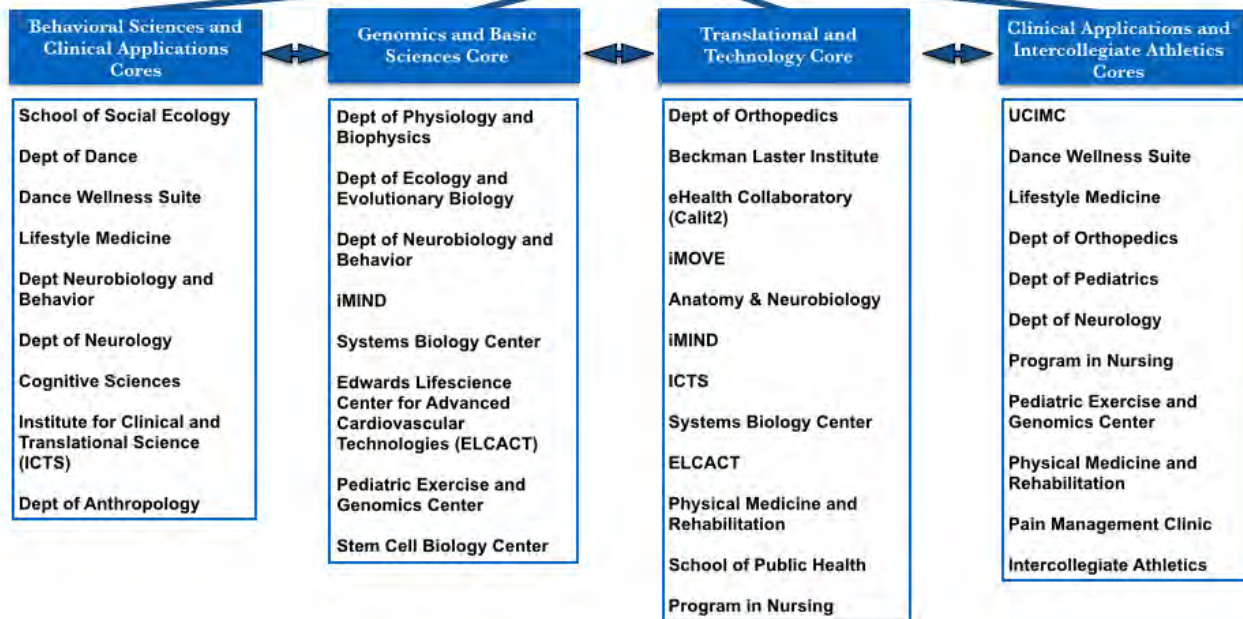 Behavioral Sciences and
Clinical Applications
Cores
School of Social Ecology
Dept of Dance
Dance Wellness Suite
Lifestyle Medicine
Dept Neurobiology and
Behavior
Dept of Neurology
Cognitive Sciences
Institute for Clinical and
Translational Science
(ICTS)
Dept of Anthropology
Genomics and Basic
Sciences Core
Dept of Physiology and
Biophysics
Dept of Ecology and
Evolutionary Biology
Dept of Neurobiology and
Behavior
iMIND
Systems Biology Center
Edwards Lifescience
Center for Advanced
Cardiovascular
Technologies (ELCACT)
Pediatric Exercise and
Genomics Center
Stem Cell Biology Center
Translational and
Technology Core
Dept of Orthopedics
Beckman Laster Institute
eHealth Collaboratory
(Calit2)
iMOVE
Anatomy & Neurobiology
iMIND
ICTS
Systems Biology Center
ELCACT
Physical Medicine and
Rehabilitation
School of Public Health
Program in Nursing
Clinical Applications and
Intercollegiate Athletics
Cores
UCIMC
Dance Wellness Suite
Lifestyle Medicine
Dept of Orthopedics
Dept of Pediatrics
Dept of Neurology
Program in Nursing
Pediatric Exercise and
Genomics Center
Physical Medicine and
Rehabilitation
Pain Management Clinic
Intercollegiate Athletics